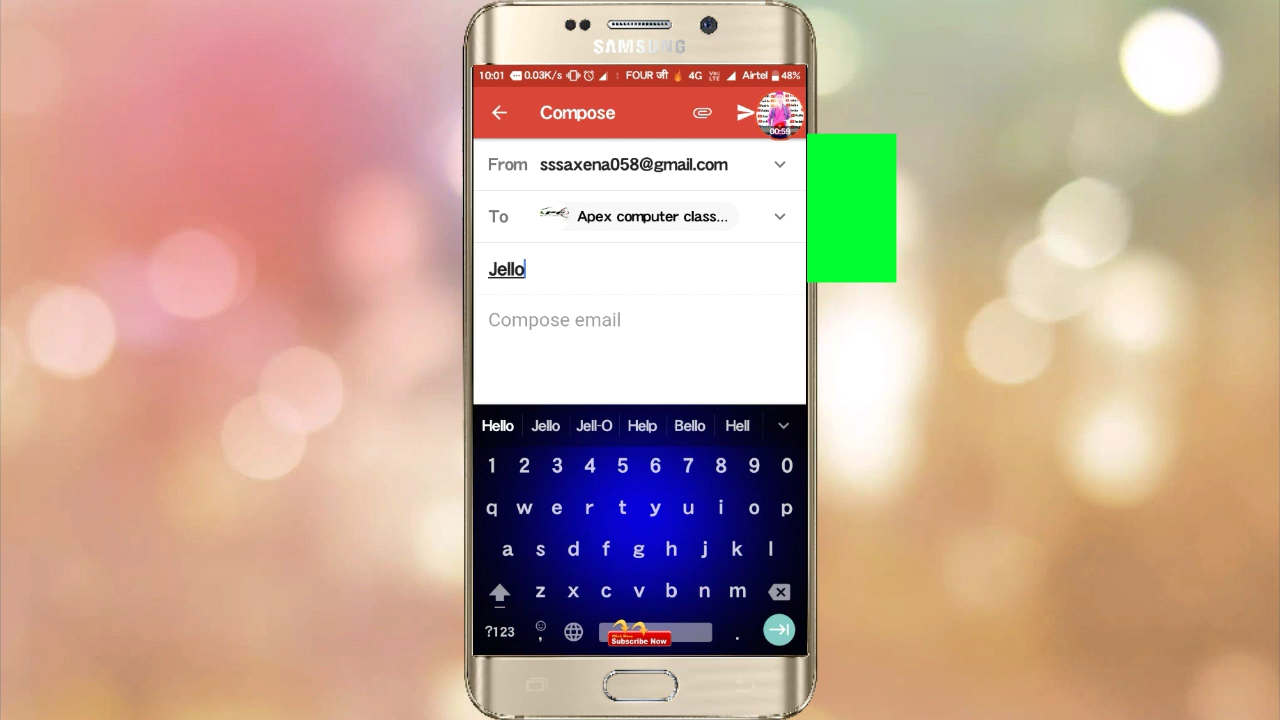 SAMSUNG
10:01 0.03K/s FOUR जी 4G VoLTE Airtel 48%
Compose
00:59
From sssaxena058@gmail.com
To Apex computer class...
Jello
Compose email
Hello Jello Jell-O Help Bello Hell
1 2 3 4 5 6 7 8 9 0
q w e r t y u i o p
a s d f g h j k l
z x c v b n m
?123 , .
Subscribe Now